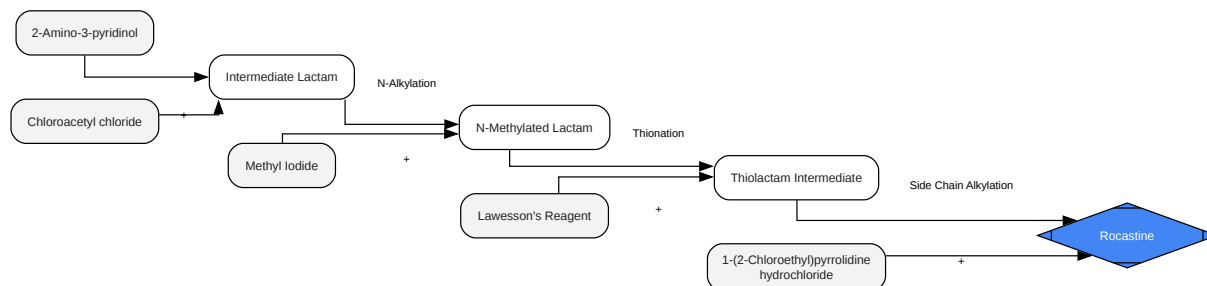 2-Amino-3-pyridinol
Intermediate Lactam
N-Alkylation
Chloroacetyl chloride
+
N-Methylated Lactam
Thionation
Methyl Iodide
+
Thiolactam Intermediate
Side Chain Alkylation
Lawesson's Reagent
+
Rocastine
1-(2-Chloroethyl)pyrrolidine
hydrochloride
+